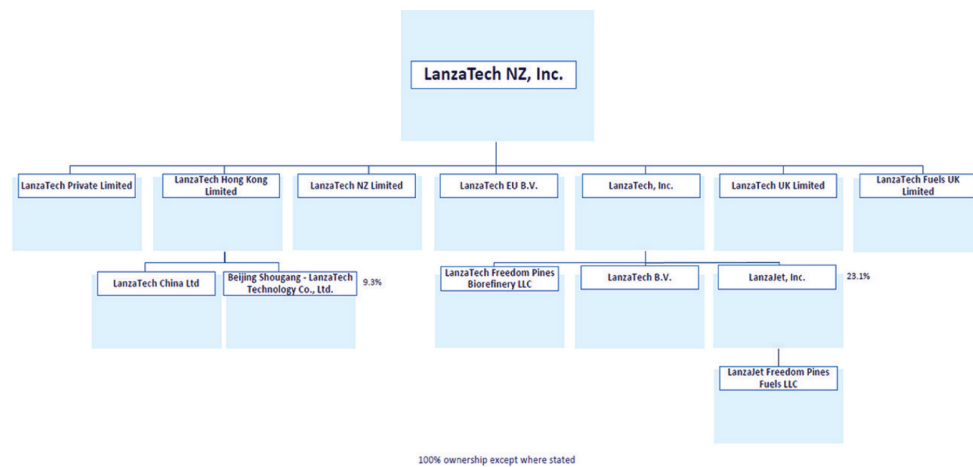 LanzaTech NZ, Inc.
LanzaTech Private Limited
LanzaTech Hong Kong
Limited
LanzaTech NZ Limited
LanzaTech EU B.V.
LanzaTech, Inc.
LanzaTech UK Limited
LanzaTech Fuels UK
Limited
LanzaTech China Ltd
Beijing Shougang - LanzaTech
Technology Co., Ltd.
9.3%
LanzaTech Freedom Pines
Biorefinery LLC
LanzaTech B.V.
LanzaJet, Inc.
23.1%
LanzaJet Freedom Pines
Fuels LLC
100% ownership except where stated